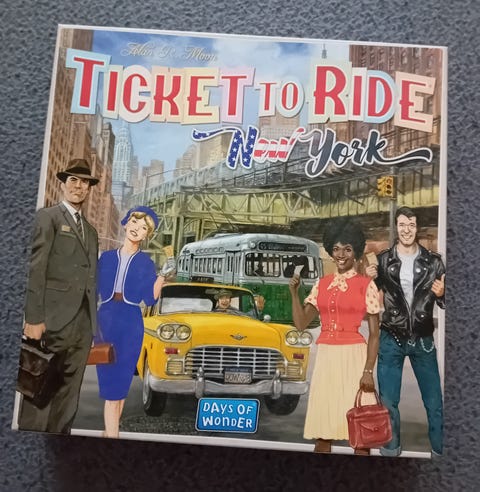 Alan R. Moon
TICKET TO RIDE
New York
DAYS OF
WONDER